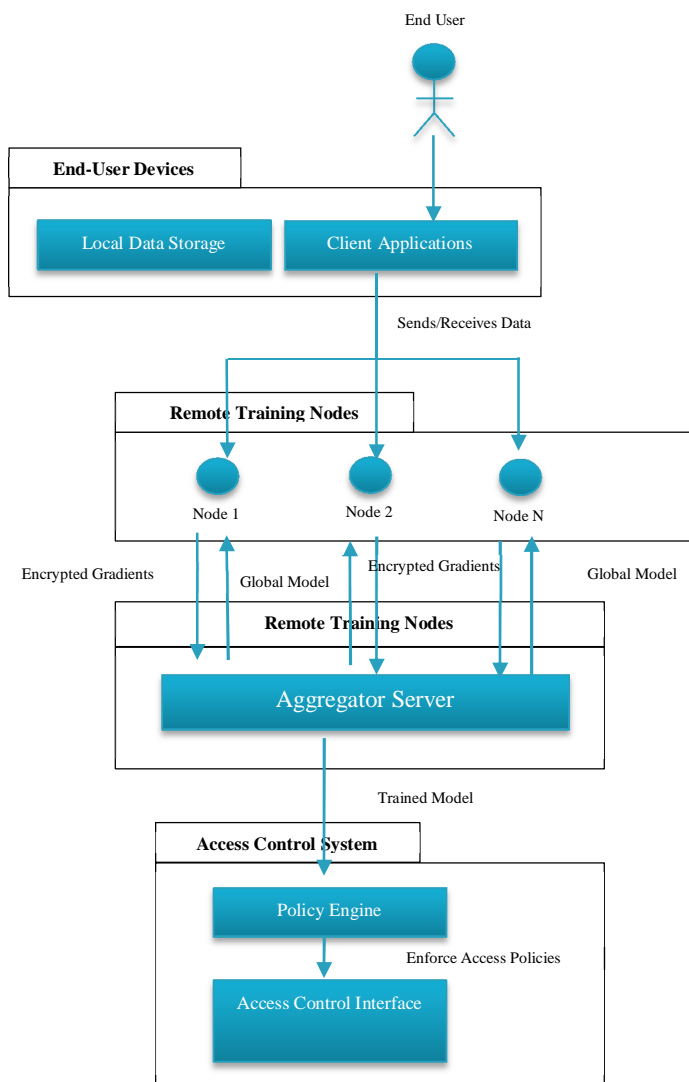 End User
End-User Devices
Local Data Storage
Client Applications
Sends/Receives Data
Remote Training Nodes
Node 1
Node 2
Node N
Encrypted Gradients
Global Model
Encrypted Gradients
Global Model
Remote Training Nodes
Aggregator Server
Trained Model
Access Control System
Policy Engine
Enforce Access Policies
Access Control Interface